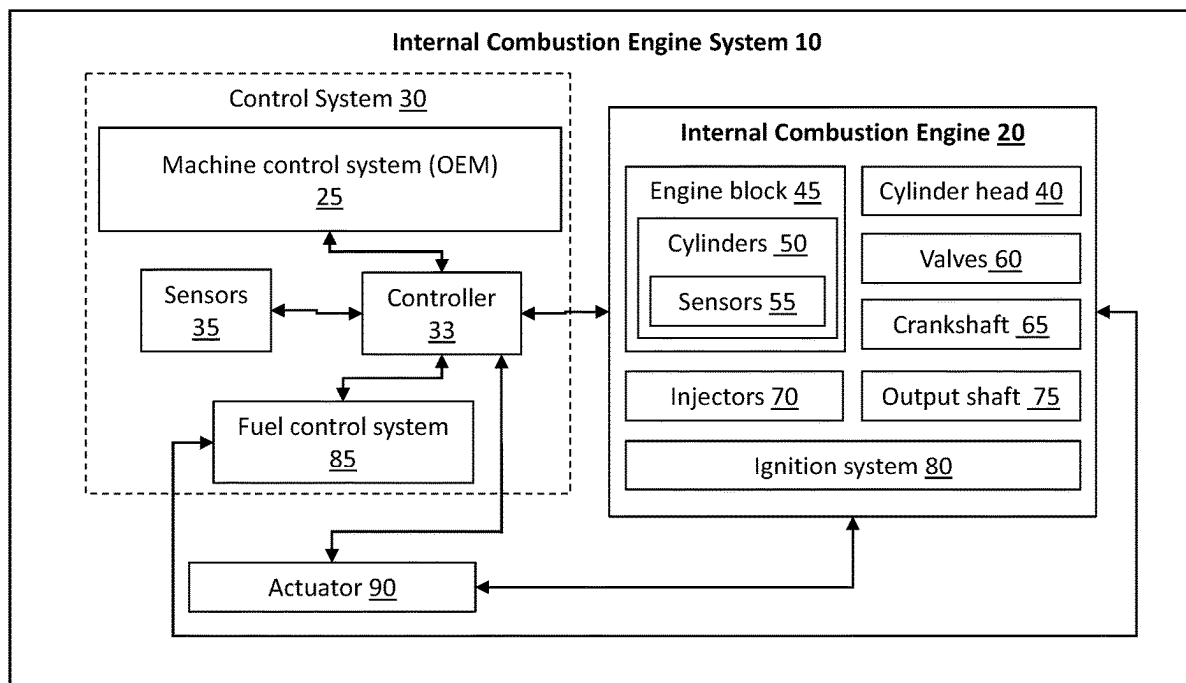 Internal Combustion Engine System 10
Control System 30
Machine control system (OEM)
25
Sensors
35
Controller
33
Fuel control system
85
Actuator 90
Internal Combustion Engine 20
Engine block 45
Cylinders 50
Sensors 55
Cylinder head 40
Valves 60
Crankshaft 65
Injectors 70
Output shaft 75
Ignition system 80